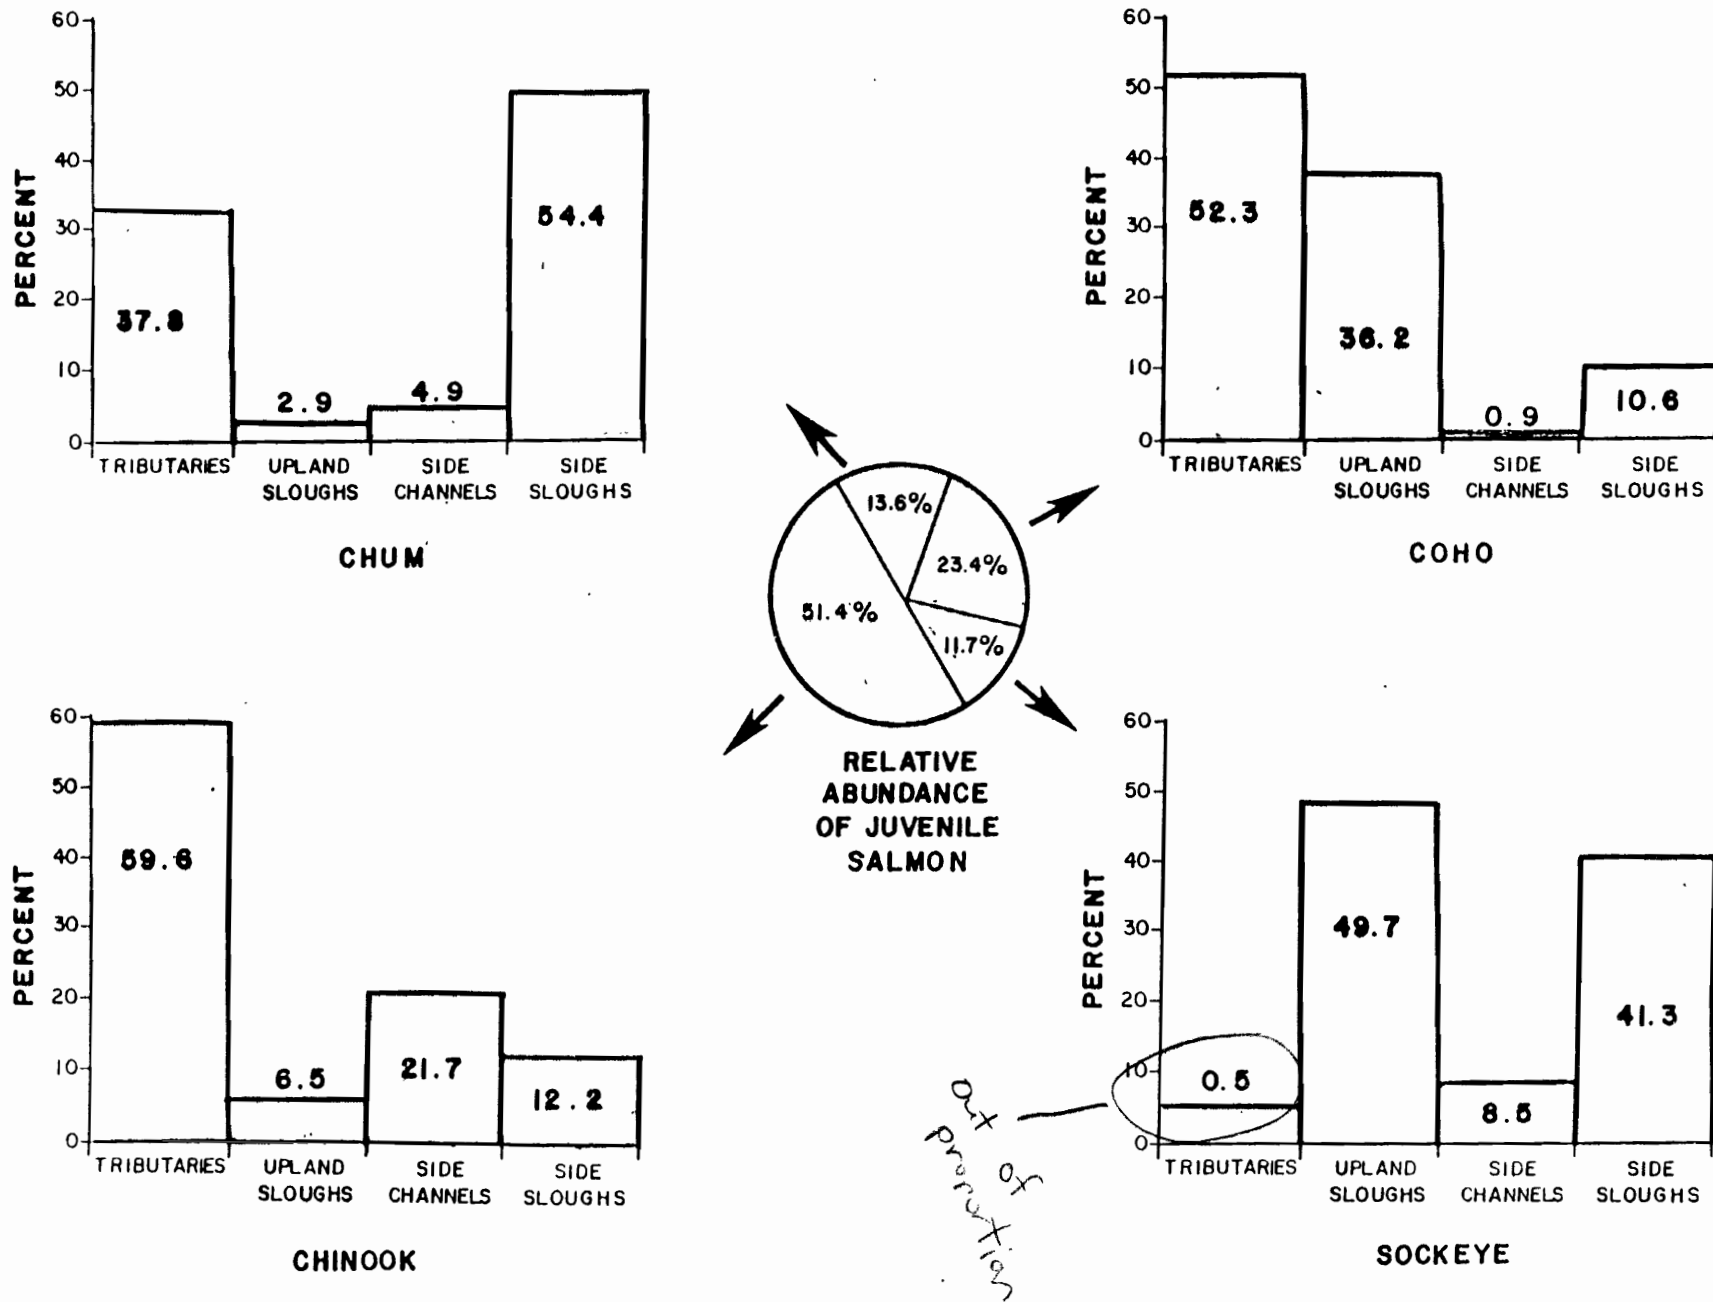 60
50
40
30
20
10
0
PERCENT
37.8
2.9
4.9
54.4
TRIBUTARIES
UPLAND
SLOUGHS
SIDE
CHANNELS
SIDE
SLOUGHS
CHUM
60
50
40
30
20
10
0
PERCENT
52.3
36.2
0.9
10.6
TRIBUTARIES
UPLAND
SLOUGHS
SIDE
CHANNELS
SIDE
SLOUGHS
COHO
13.6%
23.4%
51.4%
11.7%
RELATIVE
ABUNDANCE
OF JUVENILE
SALMON
60
50
40
30
20
10
0
PERCENT
59.6
6.5
21.7
12.2
TRIBUTARIES
UPLAND
SLOUGHS
SIDE
CHANNELS
SIDE
SLOUGHS
CHINOOK
60
50
40
30
20
10
0
PERCENT
0.5
49.7
8.5
41.3
TRIBUTARIES
UPLAND
SLOUGHS
SIDE
CHANNELS
SIDE
SLOUGHS
SOCKEYE
Out
of
proportion